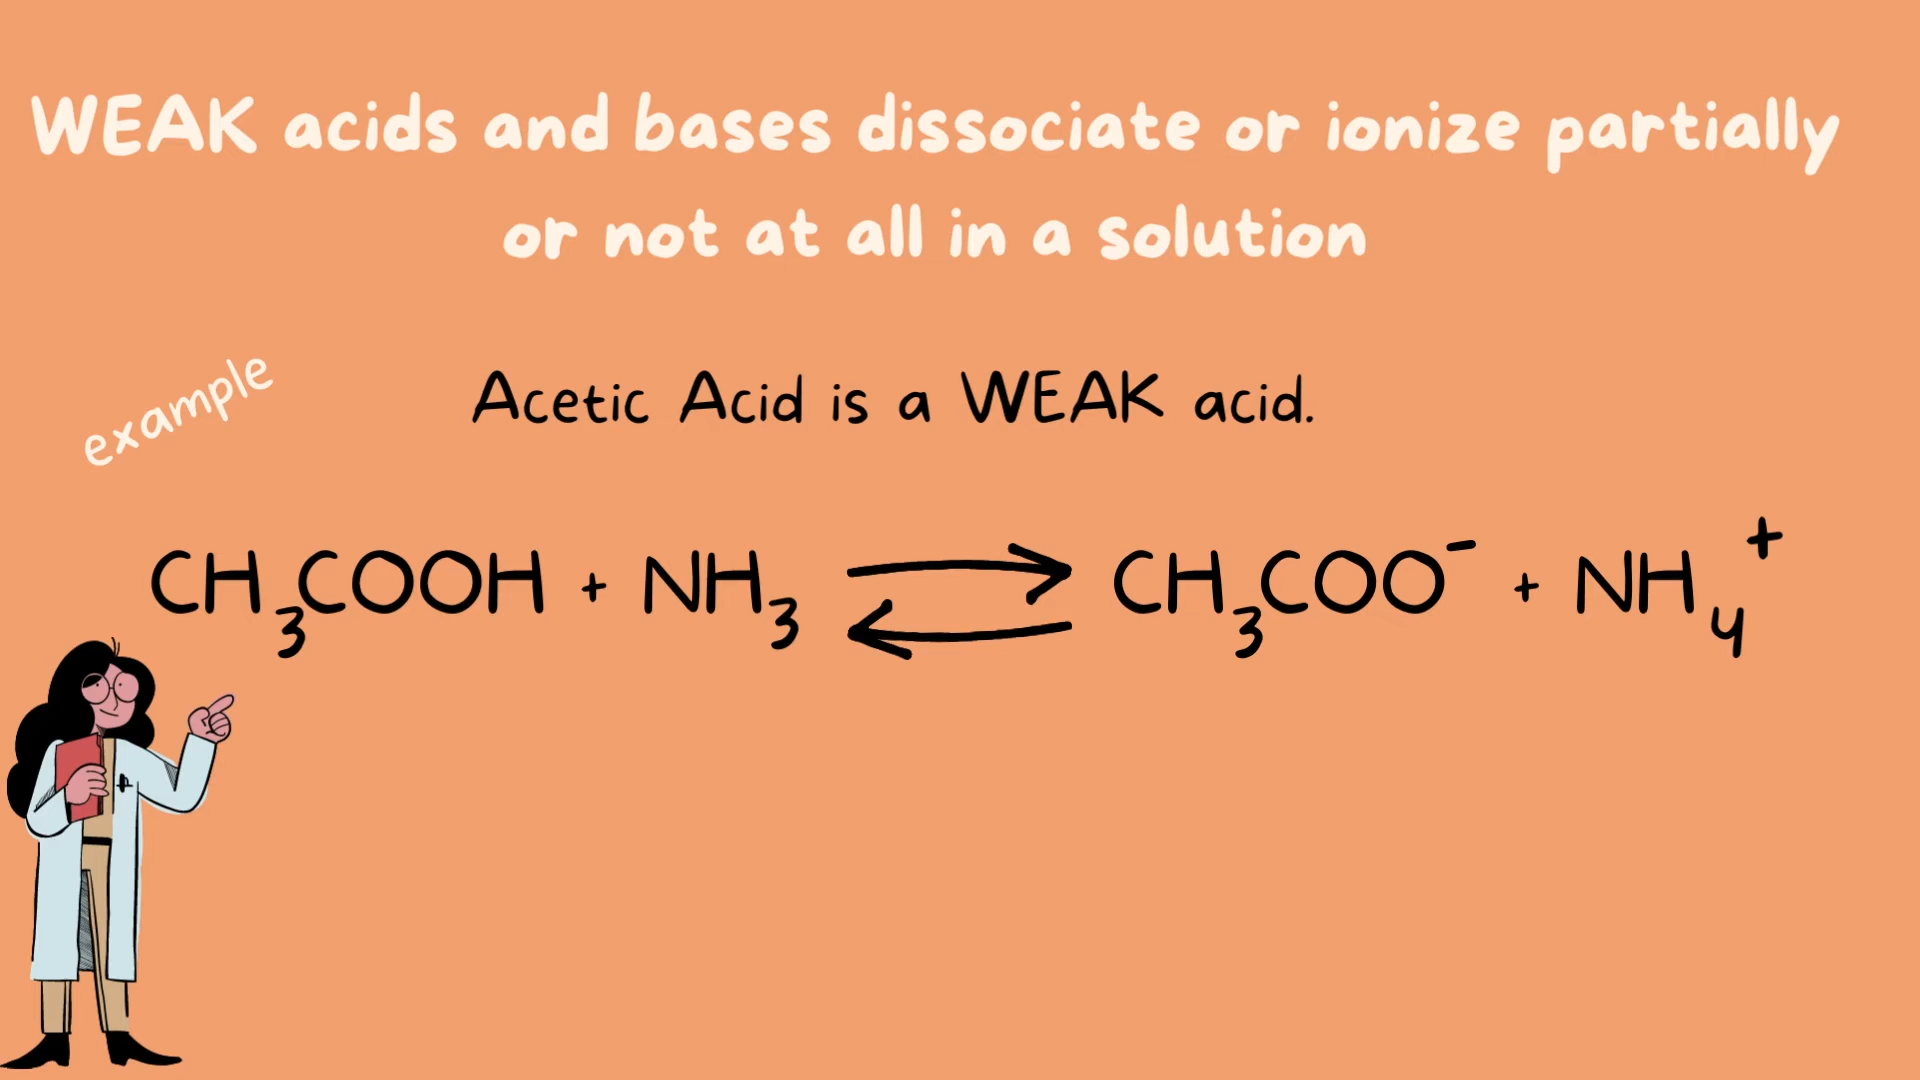 WEAK acids and bases dissociate or ionize partially
or not at all in a solution
example
Acetic Acid is a WEAK acid.
CH₃COOH + NH₃ ⇌ CH₃COO⁻ + NH₄⁺